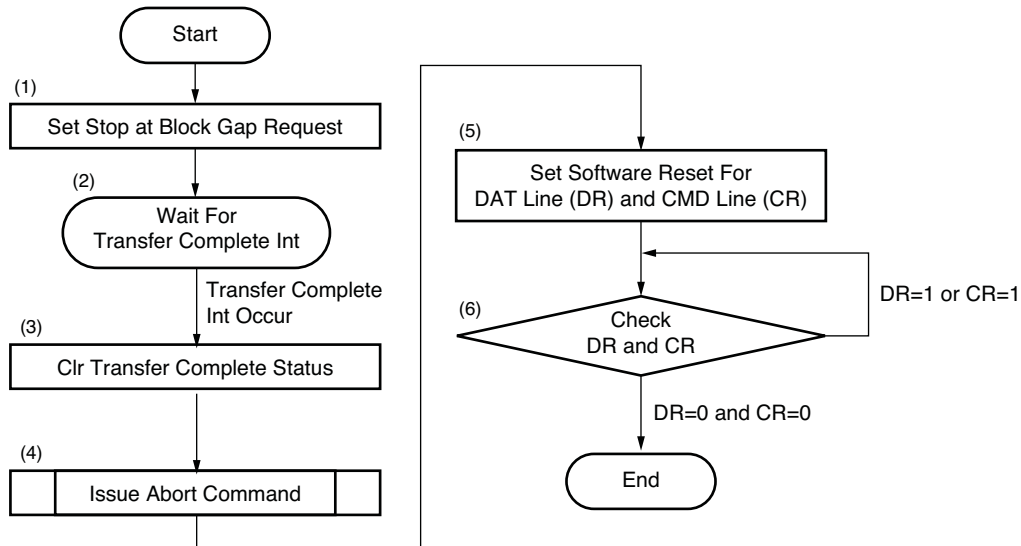 Start
(1)
Set Stop at Block Gap Request
(2)
Wait For
Transfer Complete Int
Transfer Complete
Int Occur
(3)
Clr Transfer Complete Status
(4)
Issue Abort Command
(5)
Set Software Reset For
DAT Line (DR) and CMD Line (CR)
(6)
Check
DR and CR
DR=1 or CR=1
DR=0 and CR=0
End